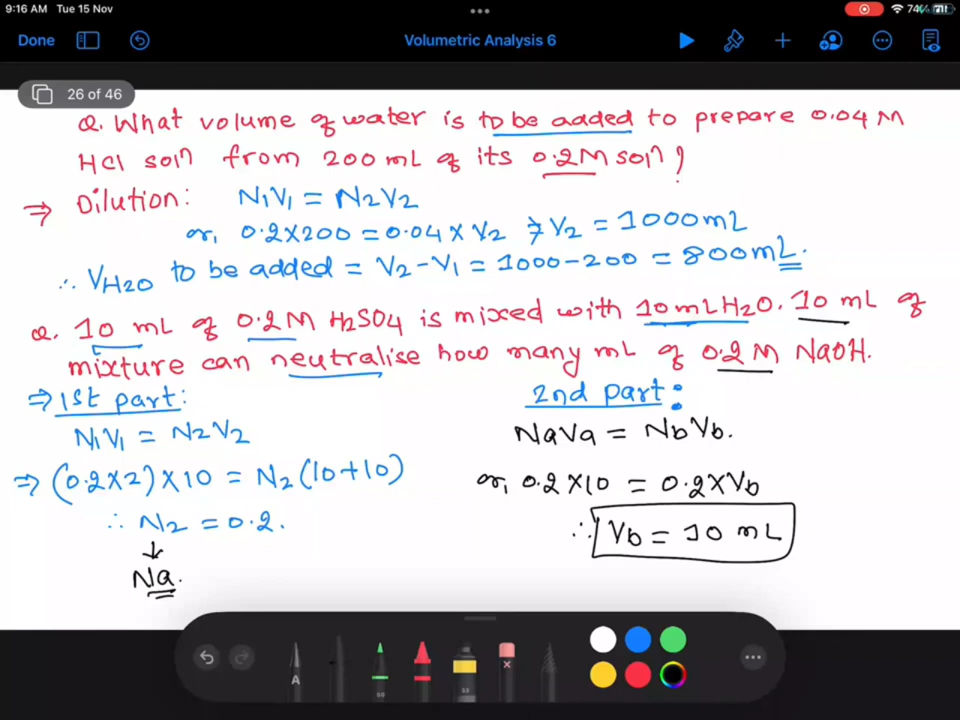 9:16 AM Tue 15 Nov
74%
Done
Volumetric Analysis 6
26 of 46
Q. What volume of water is to be added to prepare 0.04 M
HCl soln from 200 mL of its 0.2M soln?
⇒ Dilution: N1V1 = N2V2
or, 0.2×200 = 0.04 × V2 ⇒ V2 = 1000mL
∴ VH2O to be added = V2-V1 = 1000-200 = 800mL.
Q. 10 mL of 0.2M H2SO4 is mixed with 10mLH2O. 10 mL of
mixture can neutralise how many mL of 0.2 M NaOH.
⇒ 1st part:
N1V1 = N2V2
⇒ (0.2×2)×10 = N2(10+10)
∴ N2 = 0.2.
↓
Na.
2nd part:
NaVa = NbVb.
or, 0.2×10 = 0.2×Vb
∴ Vb = 10 mL
A